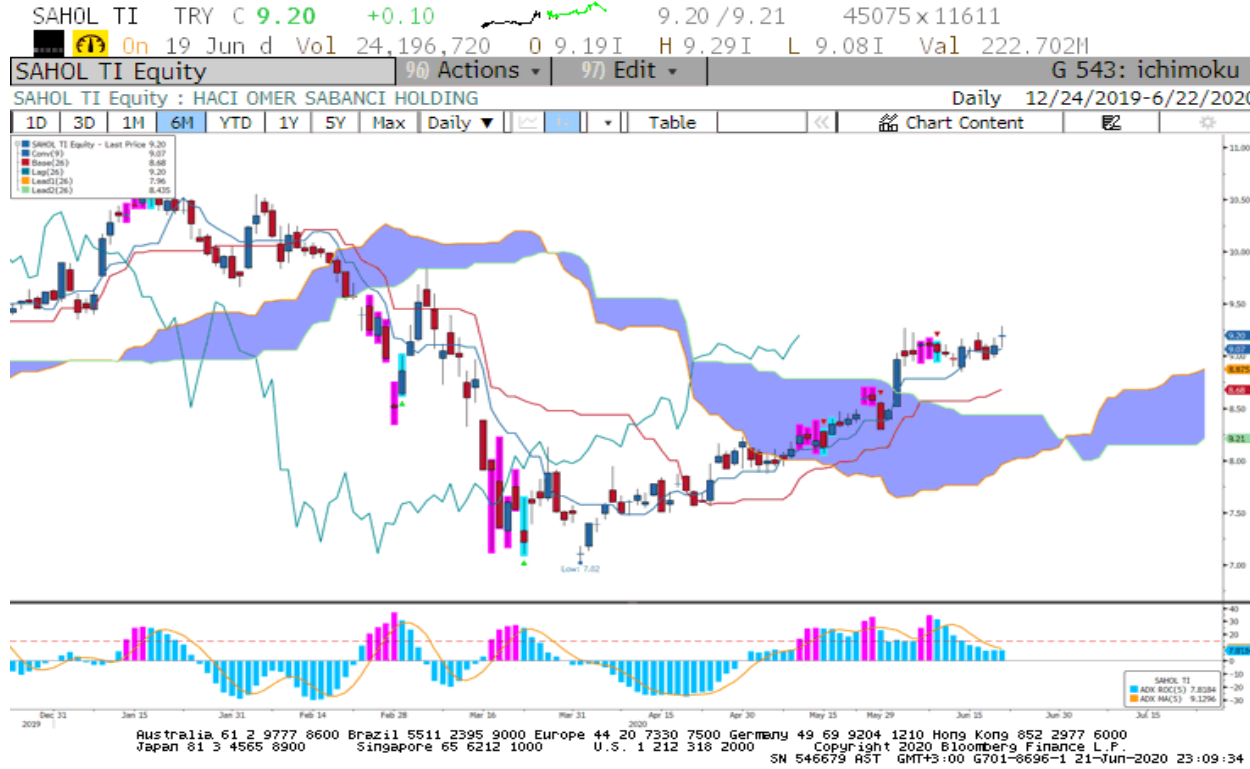 SAHOL TI TRY C 9.20 +0.10 9.20 /9.21 45075 x 11611
On 19 Jun d Vol 24,196,720 O 9.19I H 9.29I L 9.08I Val 222.702M
SAHOL TI Equity 96) Actions 97) Edit G 543: ichimoku
SAHOL TI Equity : HACI OMER SABANCI HOLDING Daily 12/24/2019-6/22/2020
1D 3D 1M 6M YTD 1Y 5Y Max Daily ▼ Table « Chart Content
SAHOL TI Equity - Last Price 9.20
Conv(9) 9.07
Base(26) 8.68
Lag(26) 9.20
Lead1(26) 7.96
Lead2(26) 8.435
11.00
10.50
10.00
9.50
9.20
9.07
9.00
8.875
8.68
8.50
8.21
8.00
7.50
7.00
Low: 7.02
40
30
20
7.818
0
-10
-20
-30
SAHOL TI
ADX ROC(5) 7.8184
ADX MA(5) 9.1296
Dec 31 Jan 15 Jan 31 Feb 14 Feb 28 Mar 16 Mar 31 Apr 15 Apr 30 May 15 May 29 Jun 15 Jun 30 Jul 15
2019 2020
Australia 61 2 9777 8600 Brazil 5511 2395 9000 Europe 44 20 7330 7500 Germany 49 69 9204 1210 Hong Kong 852 2977 6000
Japan 81 3 4565 8900 Singapore 65 6212 1000 U.S. 1 212 318 2000 Copyright 2020 Bloomberg Finance L.P.
SN 546679 AST GMT+3:00 G701-8696-1 21-Jun-2020 23:09:34